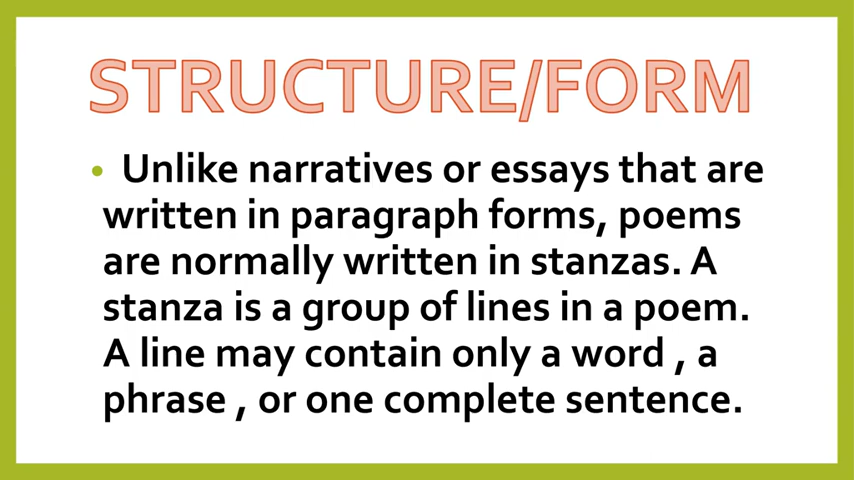 STRUCTURE/FORM
• Unlike narratives or essays that are
written in paragraph forms, poems
are normally written in stanzas. A
stanza is a group of lines in a poem.
A line may contain only a word , a
phrase , or one complete sentence.